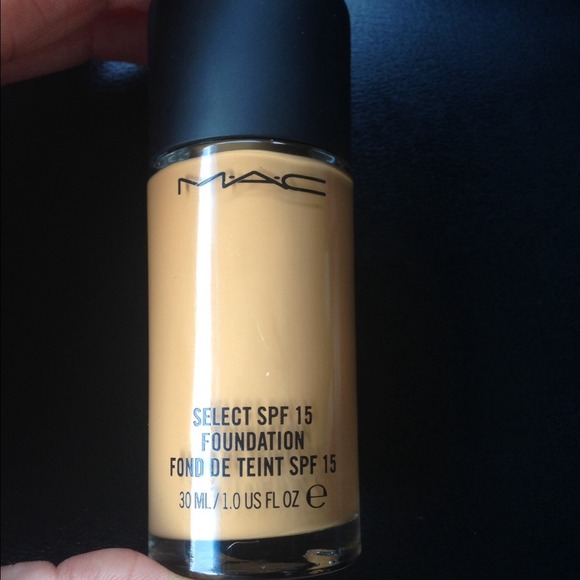 M·A·C
SELECT SPF 15
FOUNDATION
FOND DE TEINT SPF 15
30 ML/1.0 US FL OZ ℮